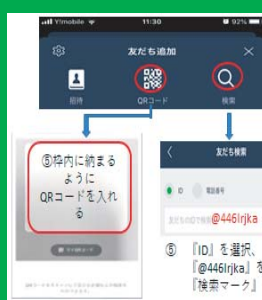 Y!mobile
11:30
92%
友だち追加
招待
QRコード
検索
⑤枠内に納まる
ように
QRコードを入れ
る
友だち検索
ID
電話番号
@446lrjka
⑤ 『ID』を選択、
『@446lrjka』を
『検索マーク』